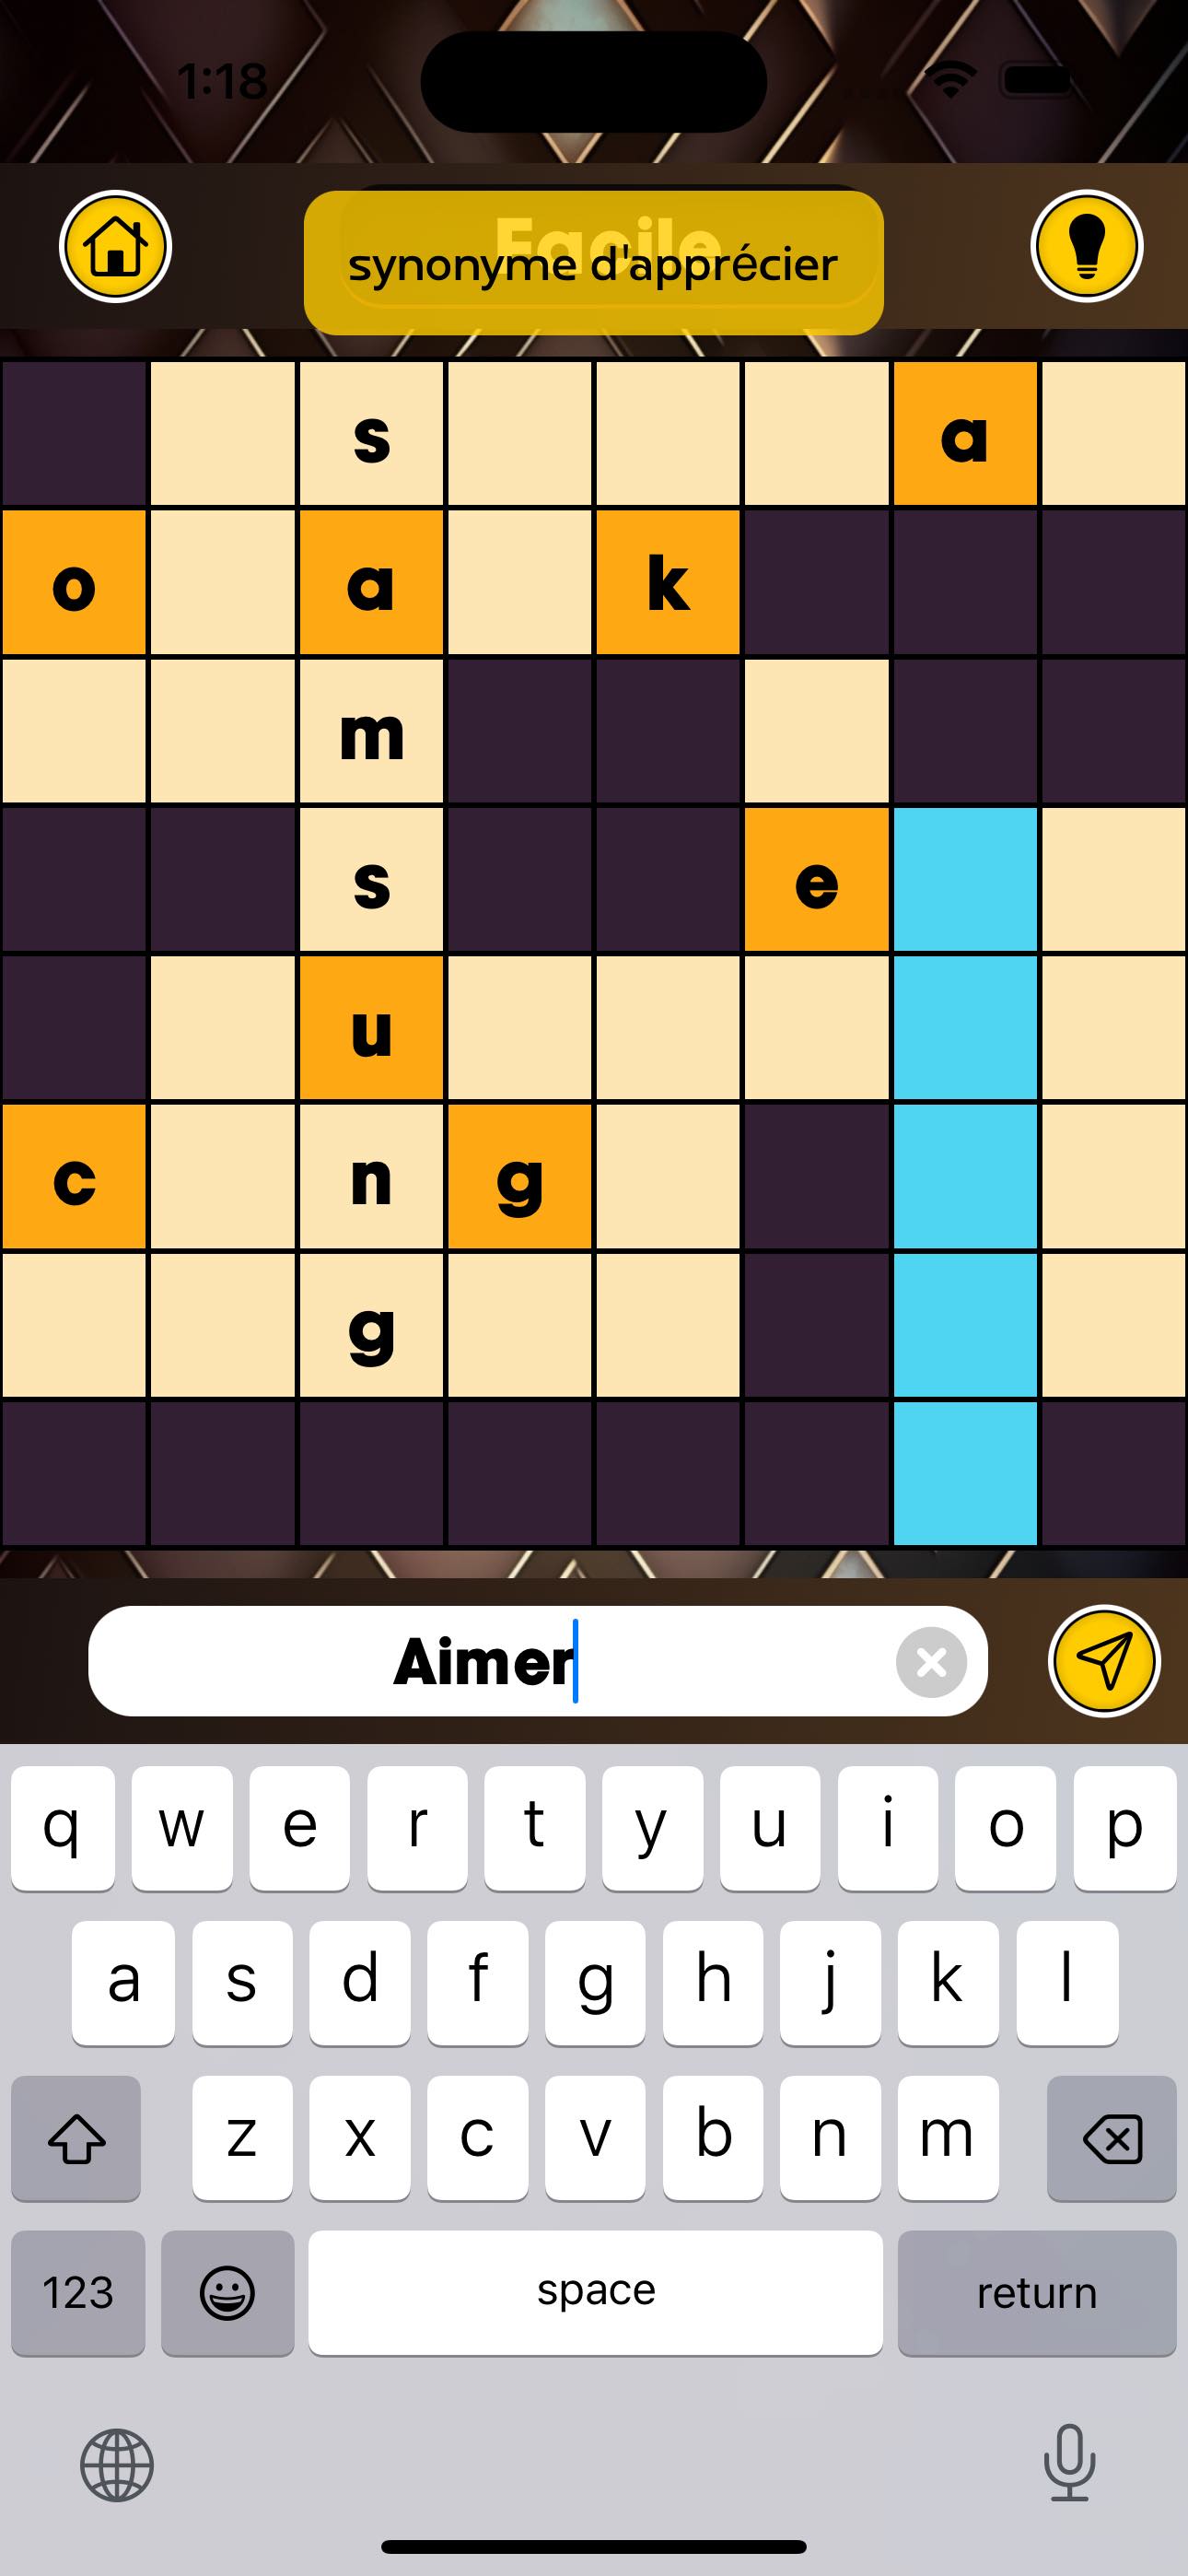 1:18
Facile
synonyme d'apprécier
s a
o a k
m
s e
u
c n g
g
Aimer
q w e r t y u i o p
a s d f g h j k l
z x c v b n m
123 space return